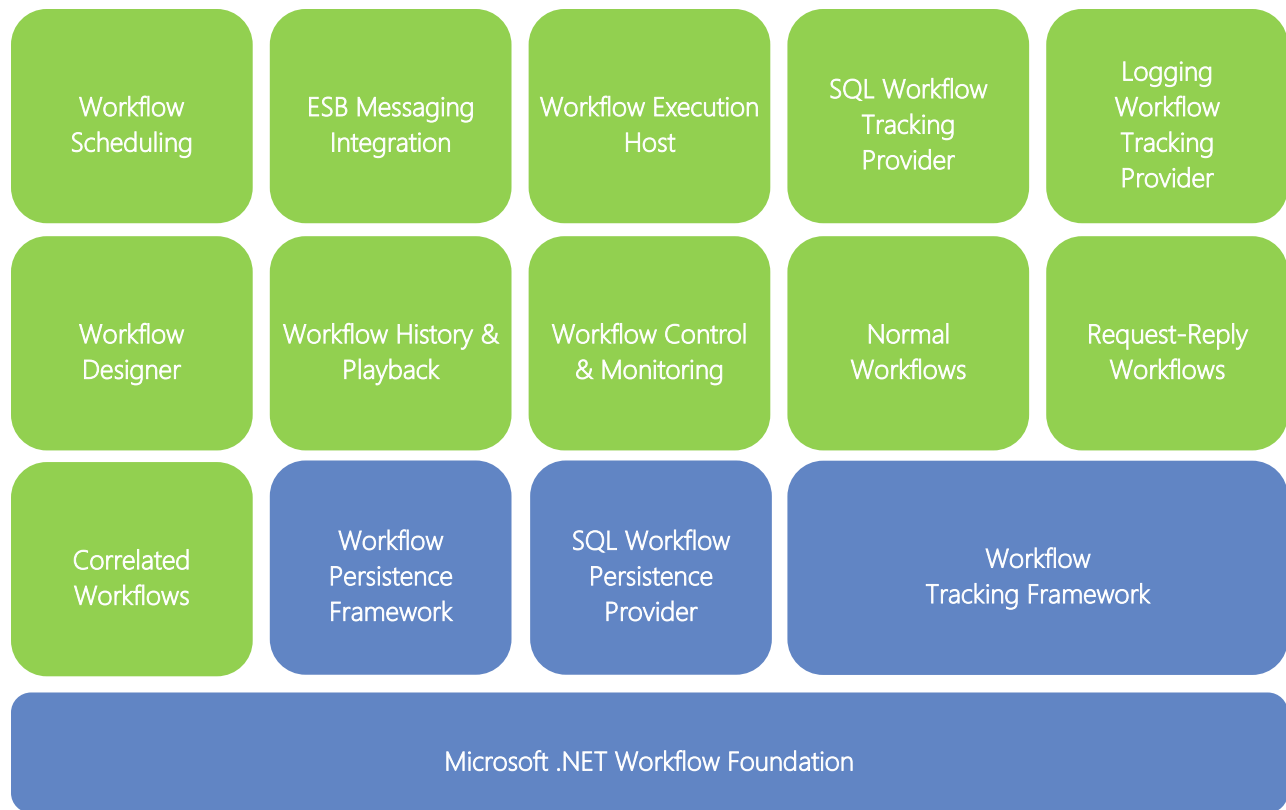 Workflow
Scheduling
ESB Messaging
Integration
Workflow Execution
Host
SQL Workflow
Tracking
Provider
Logging
Workflow
Tracking
Provider
Workflow
Designer
Workflow History &
Playback
Workflow Control
& Monitoring
Normal
Workflows
Request-Reply
Workflows
Correlated
Workflows
Workflow
Persistence
Framework
SQL Workflow
Persistence
Provider
Workflow
Tracking Framework
Microsoft .NET Workflow Foundation